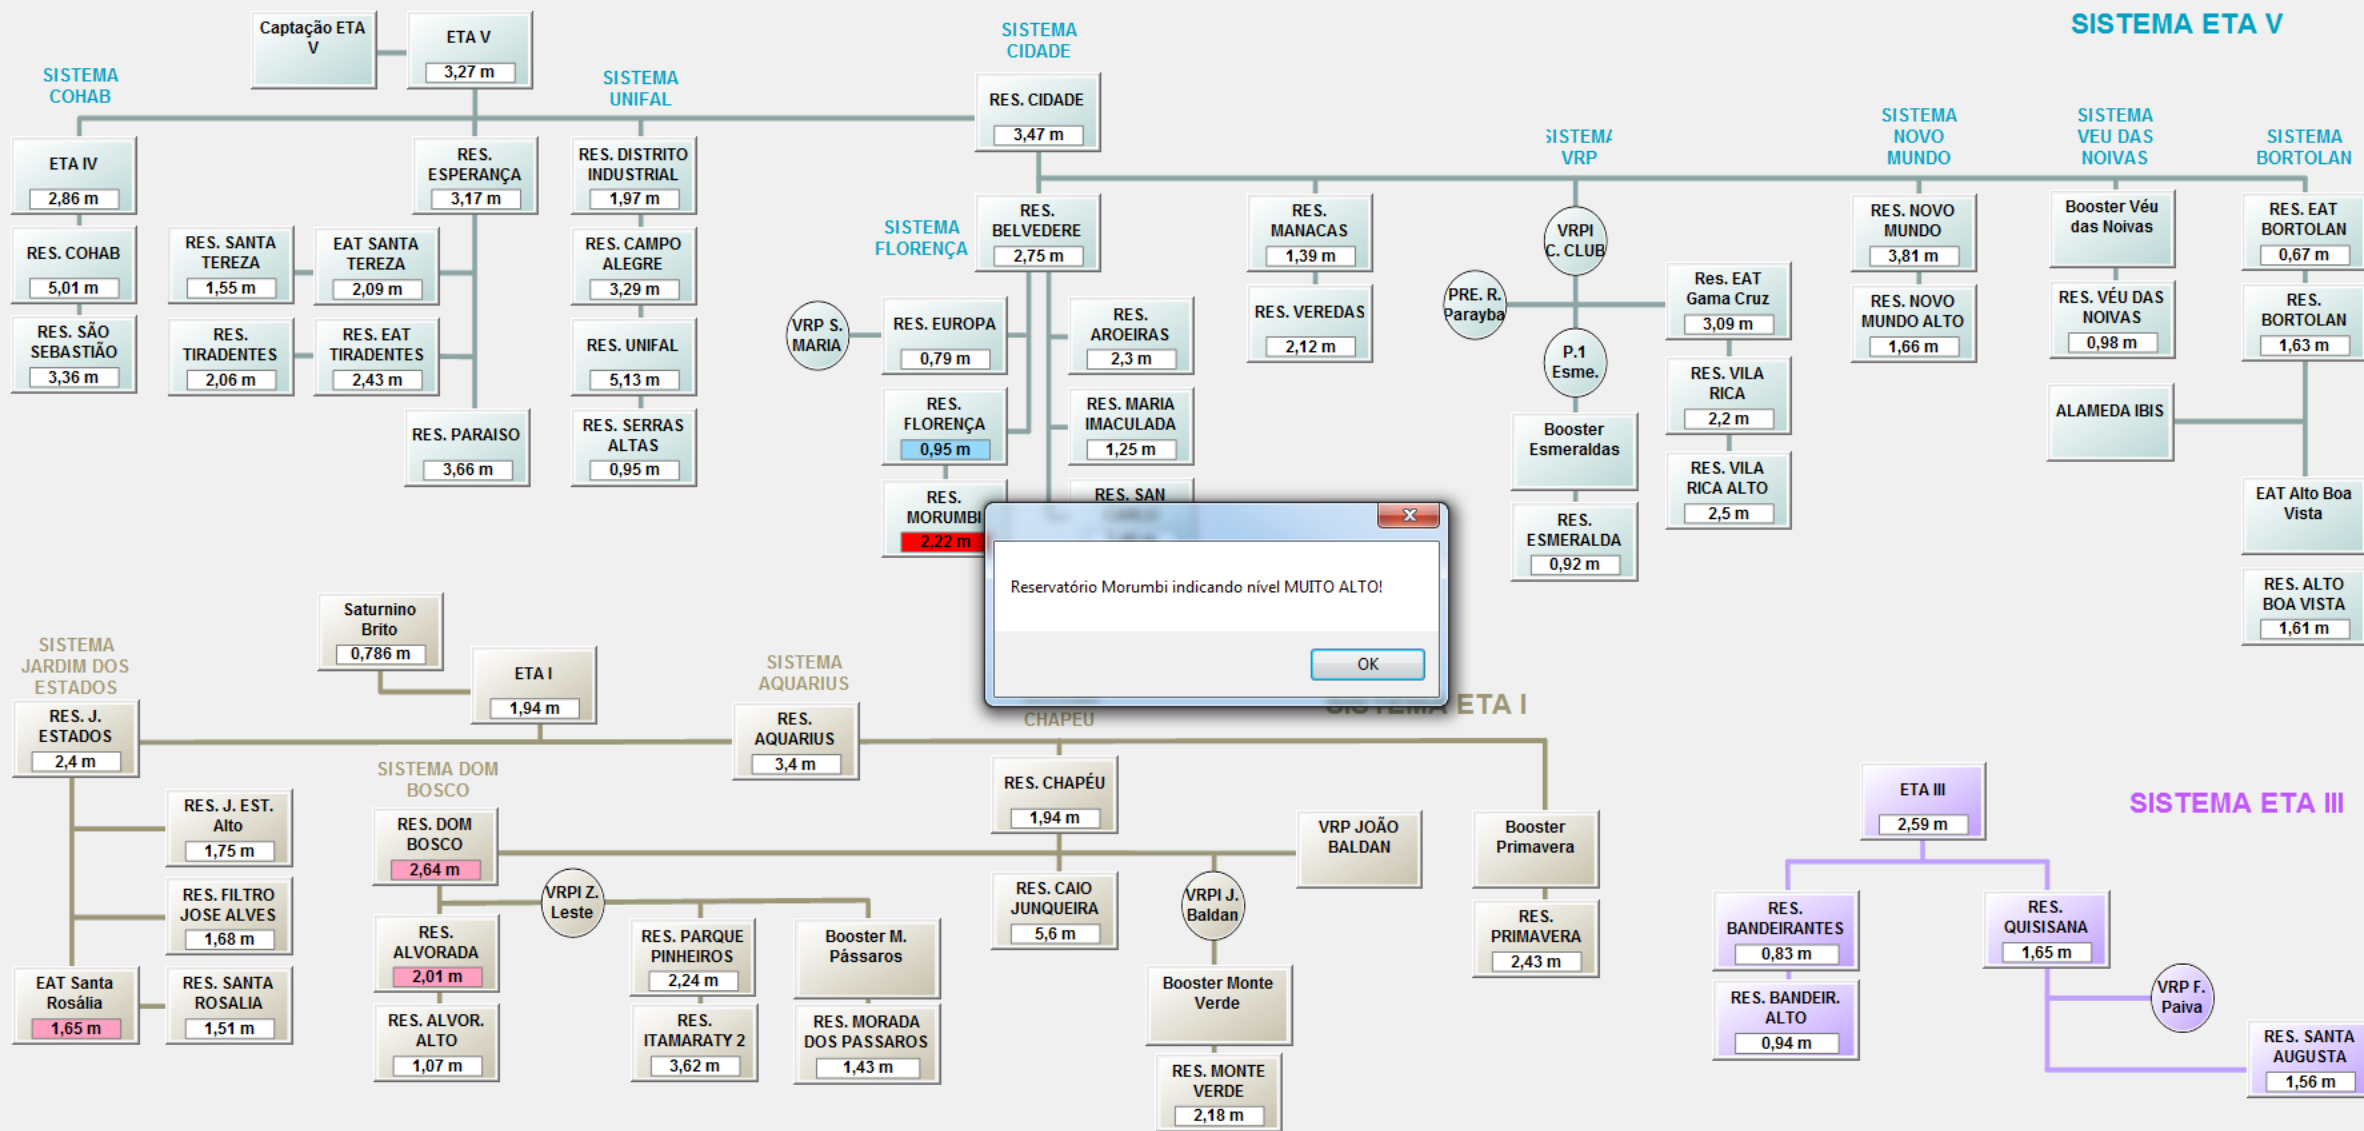 SISTEMA ETA V
Captação ETA
V
ETA V
3,27 m
SISTEMA
COHAB
SISTEMA
UNIFAL
SISTEMA
CIDADE
RES. CIDADE
3,47 m
ETA IV
2,86 m
RES. COHAB
5,01 m
RES. SÃO
SEBASTIÃO
3,36 m
RES.
ESPERANÇA
3,17 m
RES. SANTA
TEREZA
1,55 m
EAT SANTA
TEREZA
2,09 m
RES.
TIRADENTES
2,06 m
RES. EAT
TIRADENTES
2,43 m
RES. PARAISO
3,66 m
RES. DISTRITO
INDUSTRIAL
1,97 m
RES. CAMPO
ALEGRE
3,29 m
RES. UNIFAL
5,13 m
RES. SERRAS
ALTAS
0,95 m
SISTEMA
FLORENÇA
RES.
BELVEDERE
2,75 m
VRP S.
MARIA
RES. EUROPA
0,79 m
RES.
FLORENÇA
0,95 m
RES.
MORUMBI
2,22 m
RES.
AROEIRAS
2,3 m
RES. MARIA
IMACULADA
1,25 m
RES. SAN
RES.
MANACAS
1,39 m
RES. VEREDAS
2,12 m
SISTEMA
VRP
VRPI
C. CLUB
PRE. R.
Parayba
P.1
Esme.
Booster
Esmeraldas
RES.
ESMERALDA
0,92 m
Res. EAT
Gama Cruz
3,09 m
RES. VILA
RICA
2,2 m
RES. VILA
RICA ALTO
2,5 m
SISTEMA
NOVO
MUNDO
RES. NOVO
MUNDO
3,81 m
RES. NOVO
MUNDO ALTO
1,66 m
SISTEMA
VEU DAS
NOIVAS
Booster Véu
das Noivas
RES. VÉU DAS
NOIVAS
0,98 m
SISTEMA
BORTOLAN
RES. EAT
BORTOLAN
0,67 m
RES.
BORTOLAN
1,63 m
ALAMEDA IBIS
EAT Alto Boa
Vista
RES. ALTO
BOA VISTA
1,61 m
Reservatório Morumbi indicando nível MUITO ALTO!
OK
SISTEMA ETA I
Saturnino
Brito
0,786 m
ETA I
1,94 m
SISTEMA
JARDIM DOS
ESTADOS
RES. J.
ESTADOS
2,4 m
RES. J. EST.
Alto
1,75 m
RES. FILTRO
JOSE ALVES
1,68 m
EAT Santa
Rosália
1,65 m
RES. SANTA
ROSALIA
1,51 m
SISTEMA
AQUARIUS
RES.
AQUARIUS
3,4 m
SISTEMA DOM
BOSCO
RES. DOM
BOSCO
2,64 m
RES.
ALVORADA
2,01 m
RES. ALVOR.
ALTO
1,07 m
VRPI Z.
Leste
RES. PARQUE
PINHEIROS
2,24 m
RES.
ITAMARATY 2
3,62 m
Booster M.
Pássaros
RES. MORADA
DOS PASSAROS
1,43 m
CHAPEU
RES. CHAPÉU
1,94 m
RES. CAIO
JUNQUEIRA
5,6 m
VRPI J.
Baldan
Booster Monte
Verde
RES. MONTE
VERDE
2,18 m
VRP JOÃO
BALDAN
Booster
Primavera
RES.
PRIMAVERA
2,43 m
SISTEMA ETA III
ETA III
2,59 m
RES.
BANDEIRANTES
0,83 m
RES. BANDEIR.
ALTO
0,94 m
RES.
QUISISANA
1,65 m
VRP F.
Paiva
RES. SANTA
AUGUSTA
1,56 m